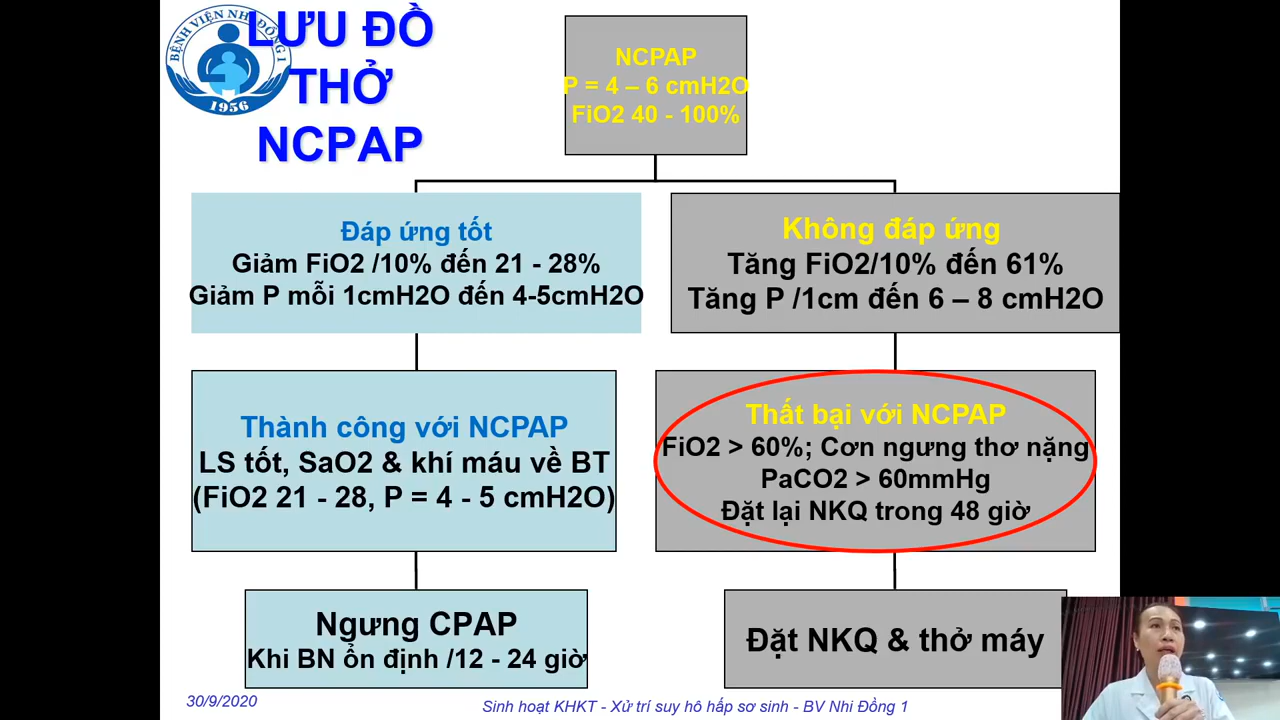 BỆNH VIỆN NHI ĐỒNG 1
1956
LƯU ĐỒ
THỞ
NCPAP
NCPAP
P = 4 – 6 cmH2O
FiO2 40 - 100%
Đáp ứng tốt
Giảm FiO2 /10% đến 21 - 28%
Giảm P mỗi 1cmH2O đến 4-5cmH2O
Không đáp ứng
Tăng FiO2/10% đến 61%
Tăng P /1cm đến 6 – 8 cmH2O
Thành công với NCPAP
LS tốt, SaO2 & khí máu về BT
(FiO2 21 - 28, P = 4 - 5 cmH2O)
Thất bại với NCPAP
FiO2 > 60%; Cơn ngưng thơ nặng
PaCO2 > 60mmHg
Đặt lại NKQ trong 48 giờ
Ngưng CPAP
Khi BN ổn định /12 - 24 giờ
Đặt NKQ & thở máy
30/9/2020
Sinh hoạt KHKT - Xử trí suy hô hấp sơ sinh - BV Nhi Đồng 1